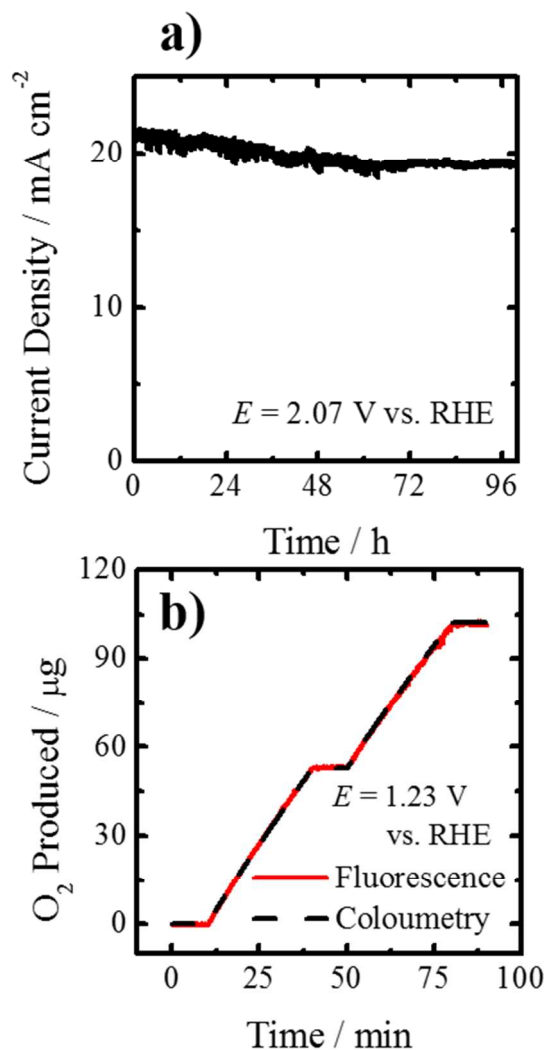 a)
Current Density / mA cm⁻²
20
10
0
E = 2.07 V vs. RHE
0 24 48 72 96
Time / h
b)
O₂ Produced / μg
120
90
60
30
0
E = 1.23 V
vs. RHE
Fluorescence
Coloumetry
0 25 50 75 100
Time / min